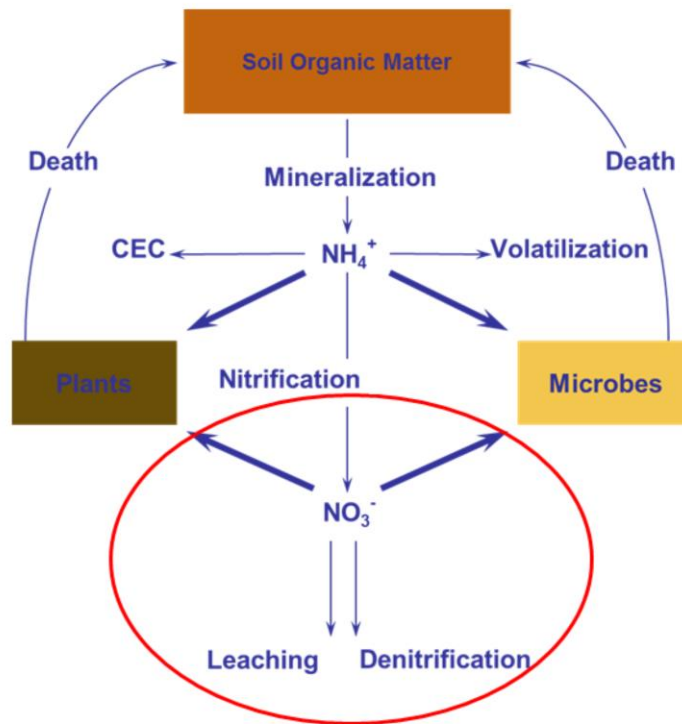 Soil Organic Matter
Death
Death
Mineralization
CEC
NH₄⁺
Volatilization
Plants
Nitrification
Microbes
NO₃⁻
Leaching
Denitrification